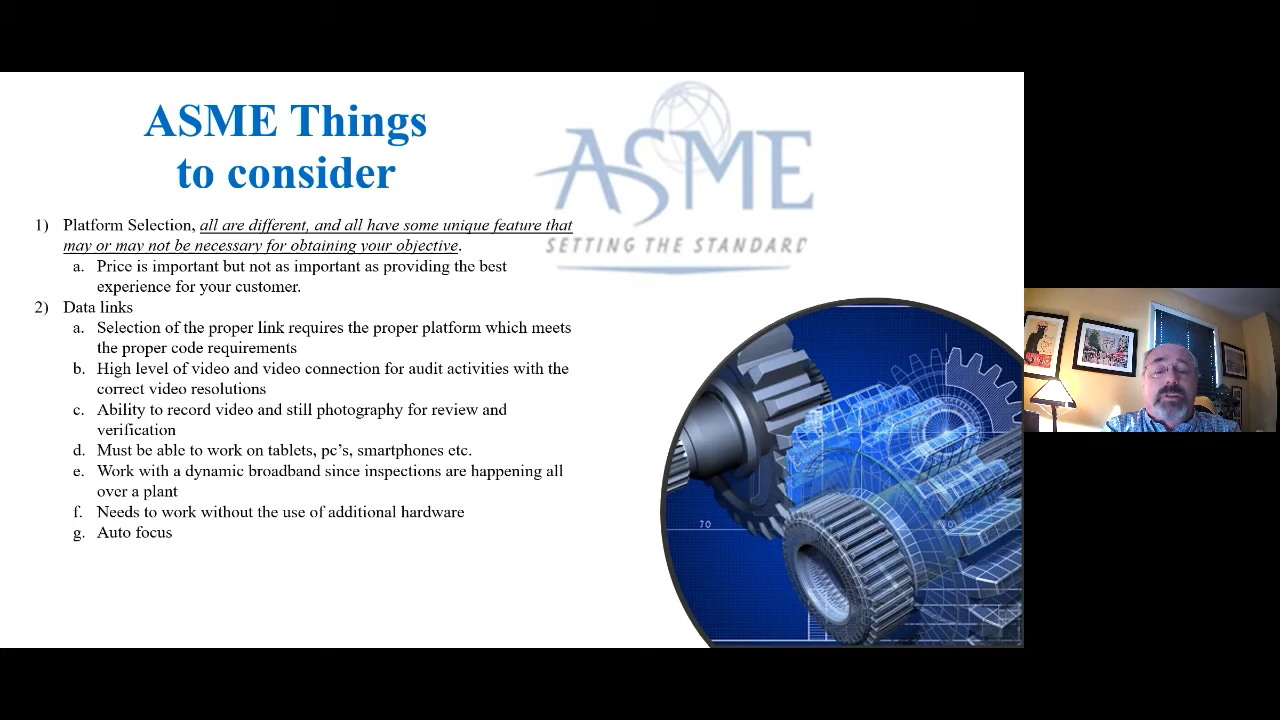 ASME Things
to consider
ASME
SETTING THE STANDARD
1) Platform Selection, all are different, and all have some unique feature that
may or may not be necessary for obtaining your objective.
a. Price is important but not as important as providing the best
experience for your customer.
2) Data links
a. Selection of the proper link requires the proper platform which meets
the proper code requirements
b. High level of video and video connection for audit activities with the
correct video resolutions
c. Ability to record video and still photography for review and
verification
d. Must be able to work on tablets, pc's, smartphones etc.
e. Work with a dynamic broadband since inspections are happening all
over a plant
f. Needs to work without the use of additional hardware
g. Auto focus
70